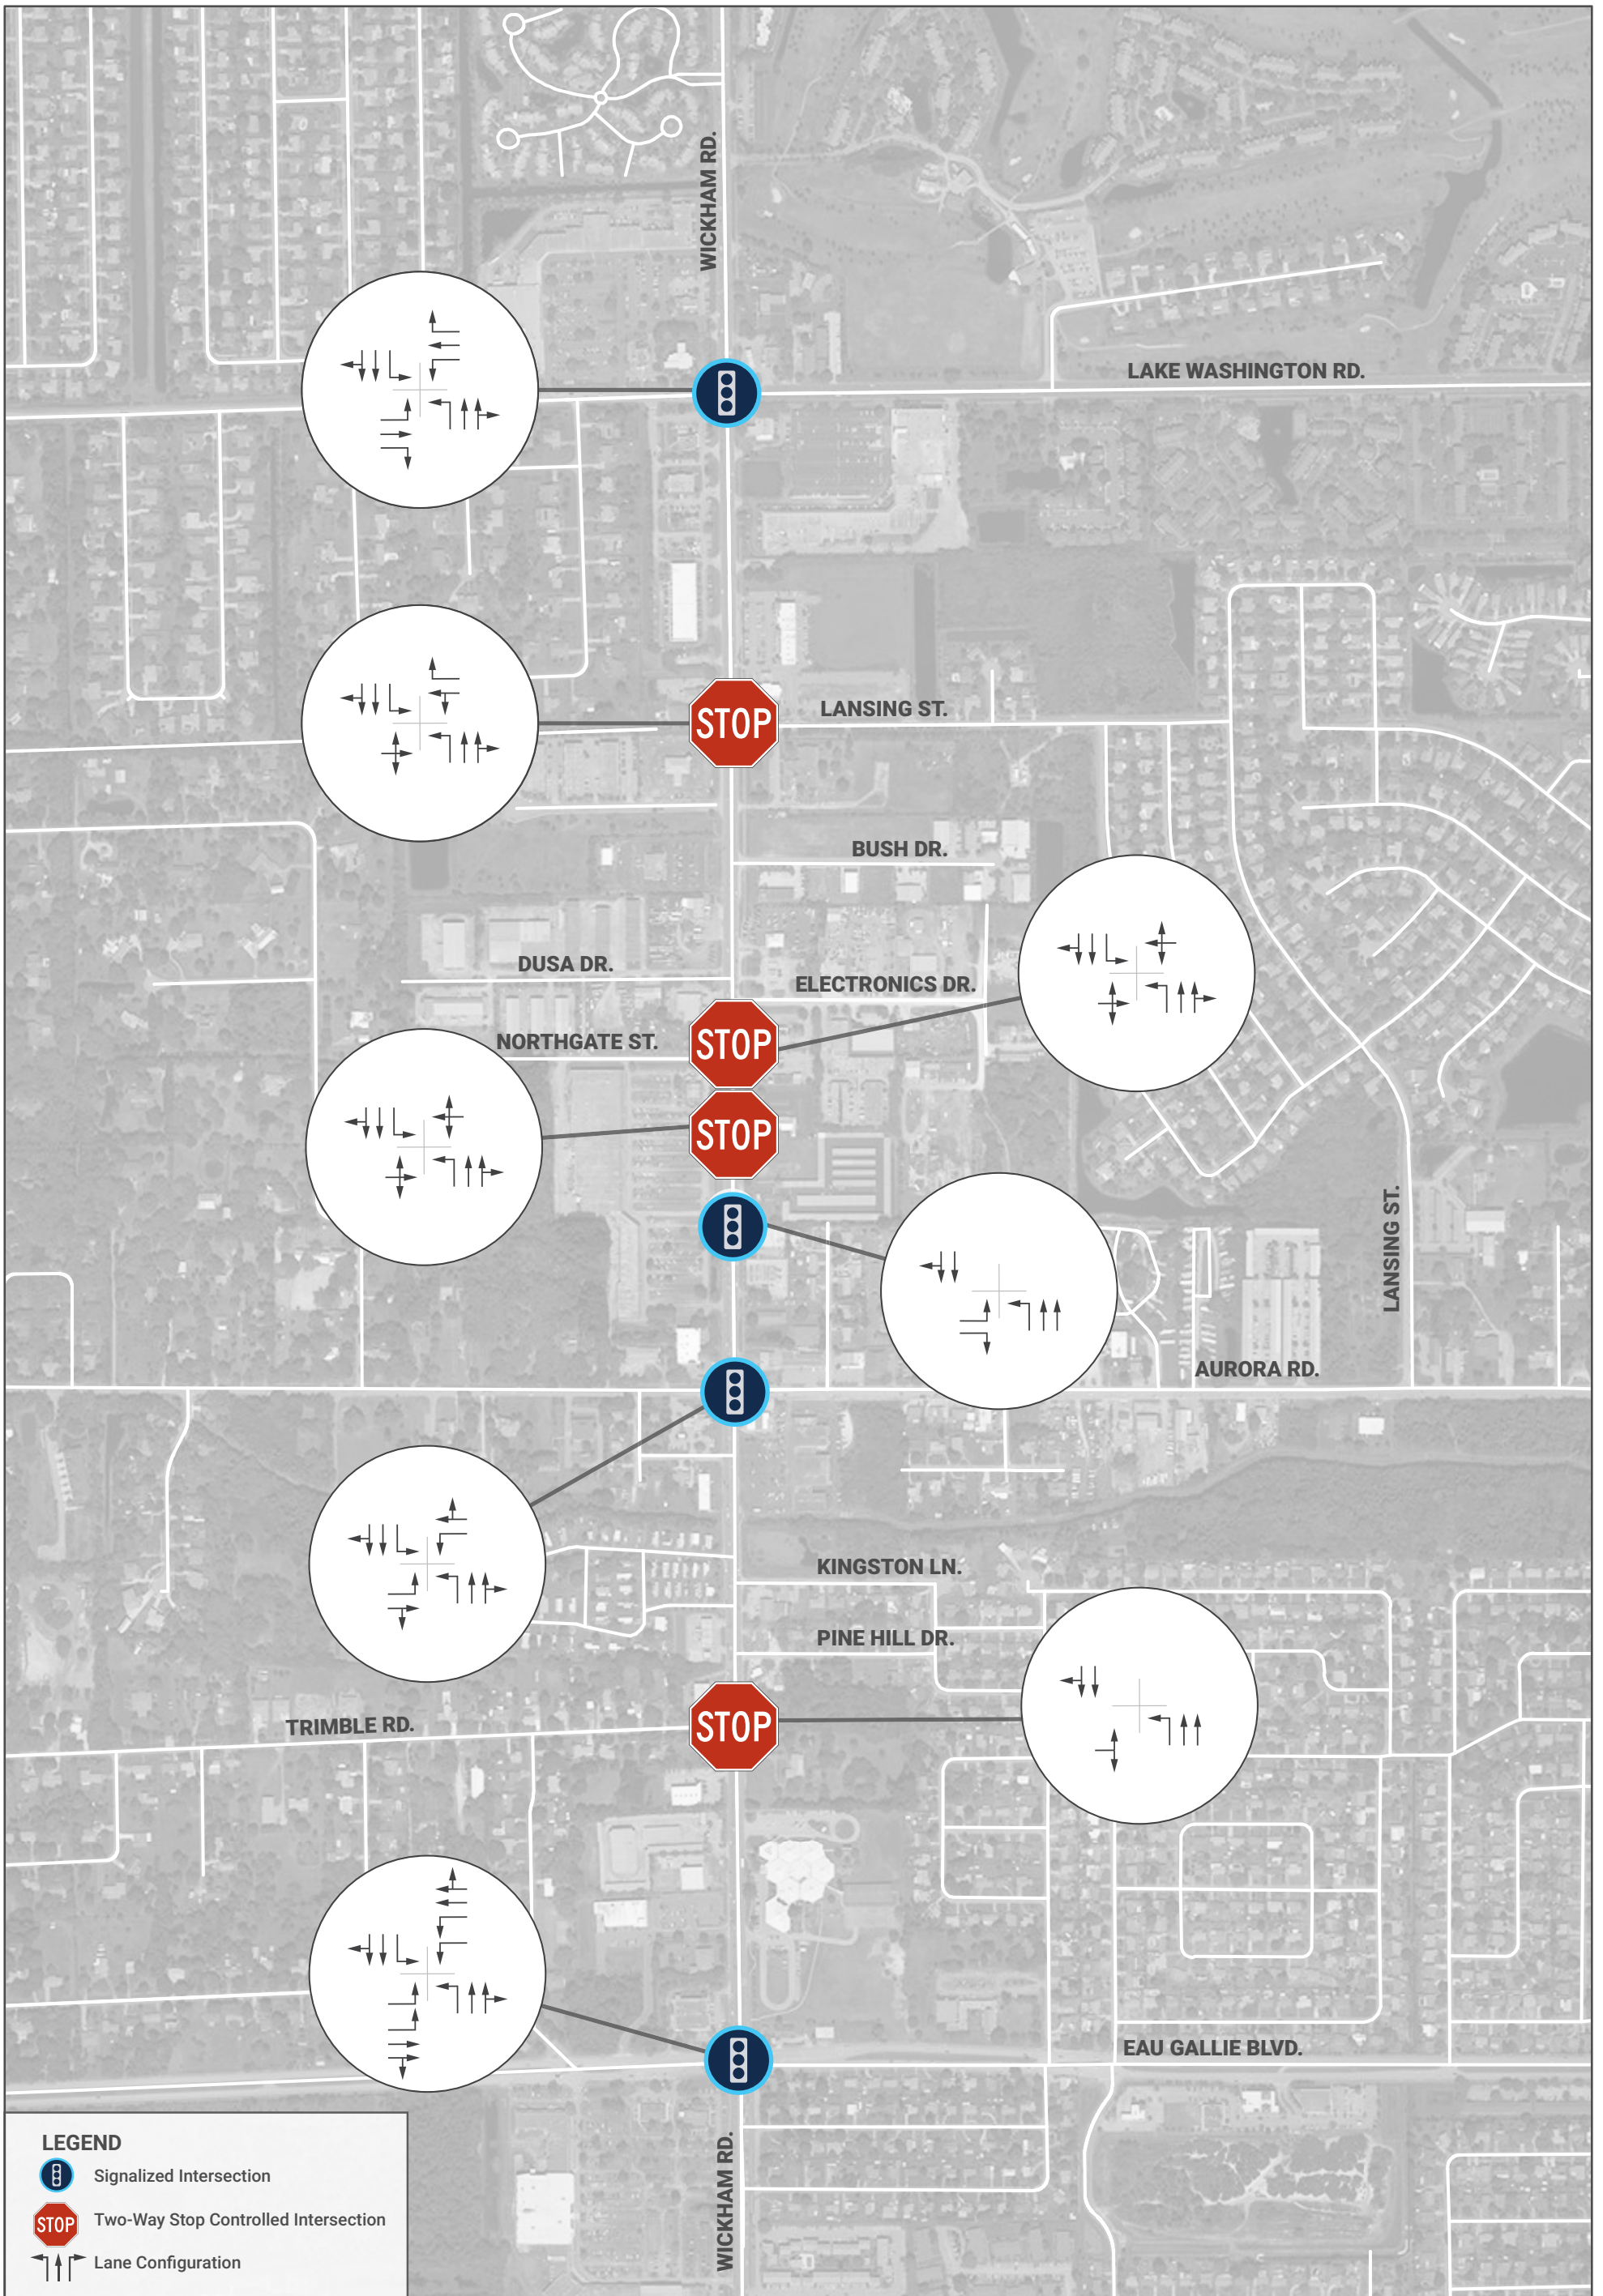 WICKHAM RD.
LAKE WASHINGTON RD.
STOP
LANSING ST.
BUSH DR.
DUSA DR.
ELECTRONICS DR.
STOP
NORTHGATE ST.
STOP
LANSING ST.
AURORA RD.
KINGSTON LN.
PINE HILL DR.
TRIMBLE RD.
STOP
EAU GALLIE BLVD.
WICKHAM RD.
LEGEND
Signalized Intersection
STOP
Two-Way Stop Controlled Intersection
Lane Configuration